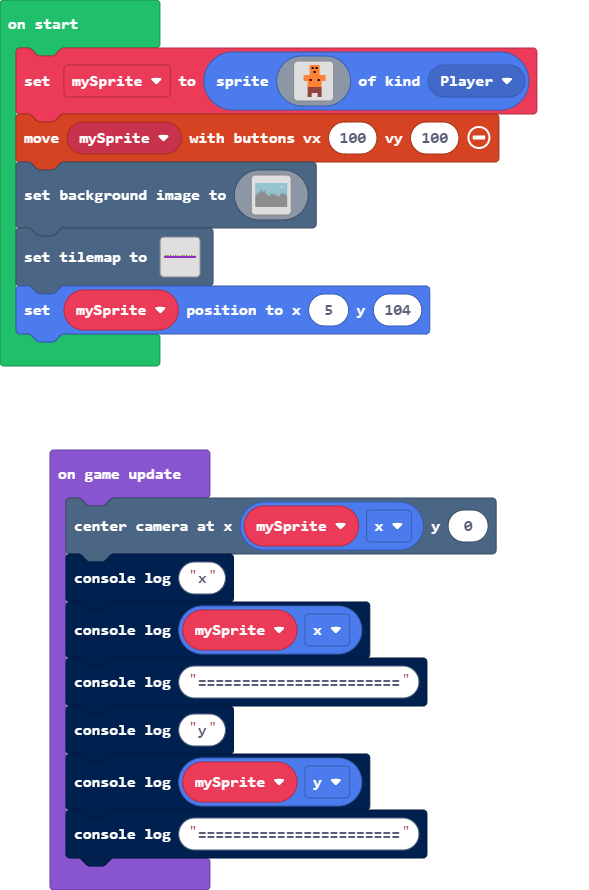 on start
set mySprite to sprite of kind Player
move mySprite with buttons vx 100 vy 100
set background image to
set tilemap to
set mySprite position to x 5 y 104
on game update
center camera at x mySprite x y 0
console log "x"
console log mySprite x
console log "======================="
console log "y"
console log mySprite y
console log "======================="